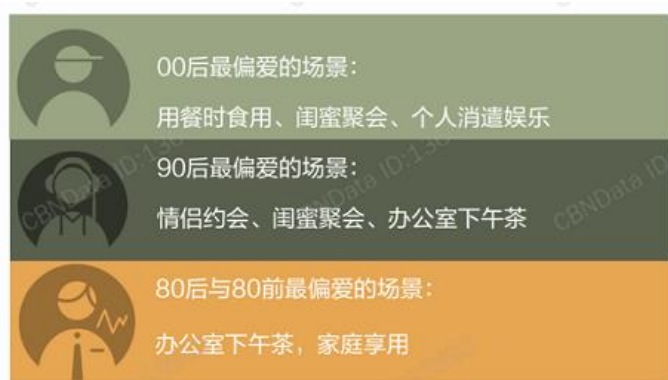 00后最偏爱的场景：
用餐时食用、闺蜜聚会、个人消遣娱乐
90后最偏爱的场景：
情侣约会、闺蜜聚会、办公室下午茶
80后与80前最偏爱的场景：
办公室下午茶，家庭享用